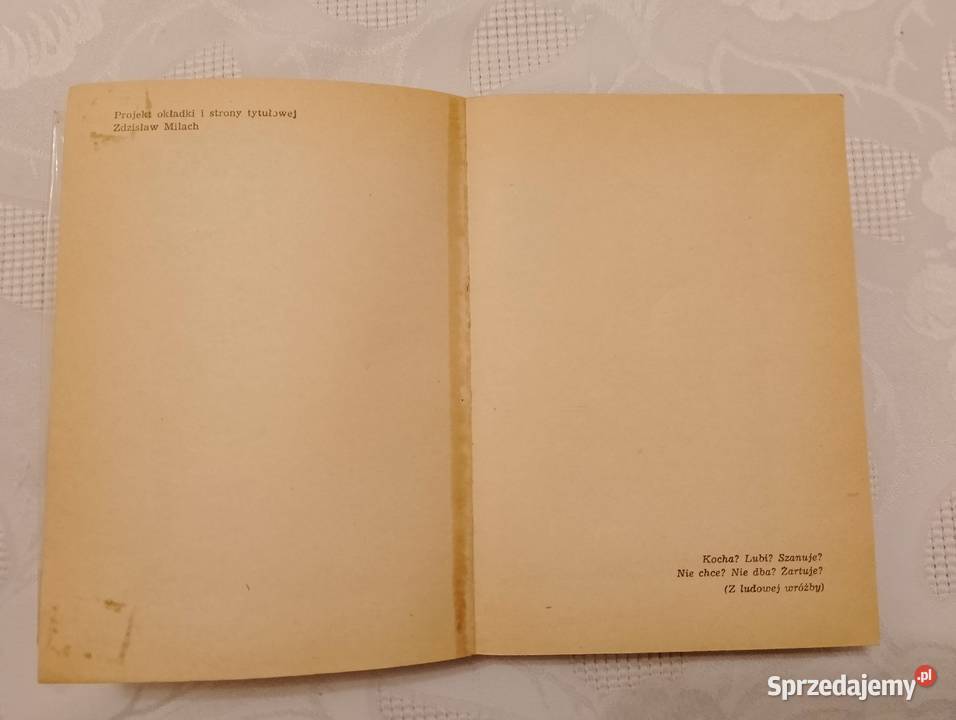 Projekt okładki i strony tytułowej
Zdzisław Milach
Kocha? Lubi? Szanuje?
Nie chce? Nie dba? Żartuje?
(Z ludowej wróżby)
Sprzedajemy.pl